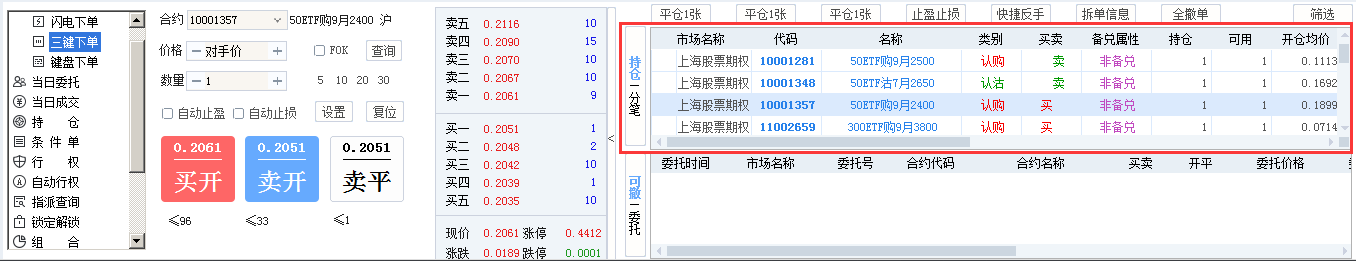 闪电下单
三键下单
键盘下单
当日委托
当日成交
持 仓
条 件 单
行 权
自动行权
指派查询
锁定解锁
组 合
合约 10001357 50ETF购9月2400 沪
价格 － 对手价 ＋ FOK 查询
数量 － 1 ＋ 5 10 20 30
自动止盈 自动止损 设置 复位
0.2061 0.2051 0.2051
买开 卖开 卖平
≤96 ≤33 ≤1
卖五 0.2116 10
卖四 0.2090 15
卖三 0.2070 10
卖二 0.2067 10
卖一 0.2061 9
买一 0.2051 1
买二 0.2048 2
买三 0.2042 10
买四 0.2039 1
买五 0.2035 10
现价 0.2061 涨停 0.4412
涨跌 0.0189 跌停 0.0001
<
平仓1张 平仓1张 平仓1张 止盈止损 快捷反手 拆单信息 全撤单 筛选
持仓 | 分笔
市场名称 代码 名称 类别 买卖 备兑属性 持仓 可用 开仓均价
上海股票期权 10001281 50ETF购9月2500 认购 卖 非备兑 1 1 0.1113
上海股票期权 10001348 50ETF沽7月2650 认沽 卖 非备兑 1 1 0.1692
上海股票期权 10001357 50ETF购9月2400 认购 买 非备兑 1 1 0.1899
上海股票期权 11002659 300ETF购9月3800 认购 买 非备兑 1 1 0.0714
可撤 | 委托
委托时间 市场名称 委托号 合约代码 合约名称 买卖 开平 委托价格